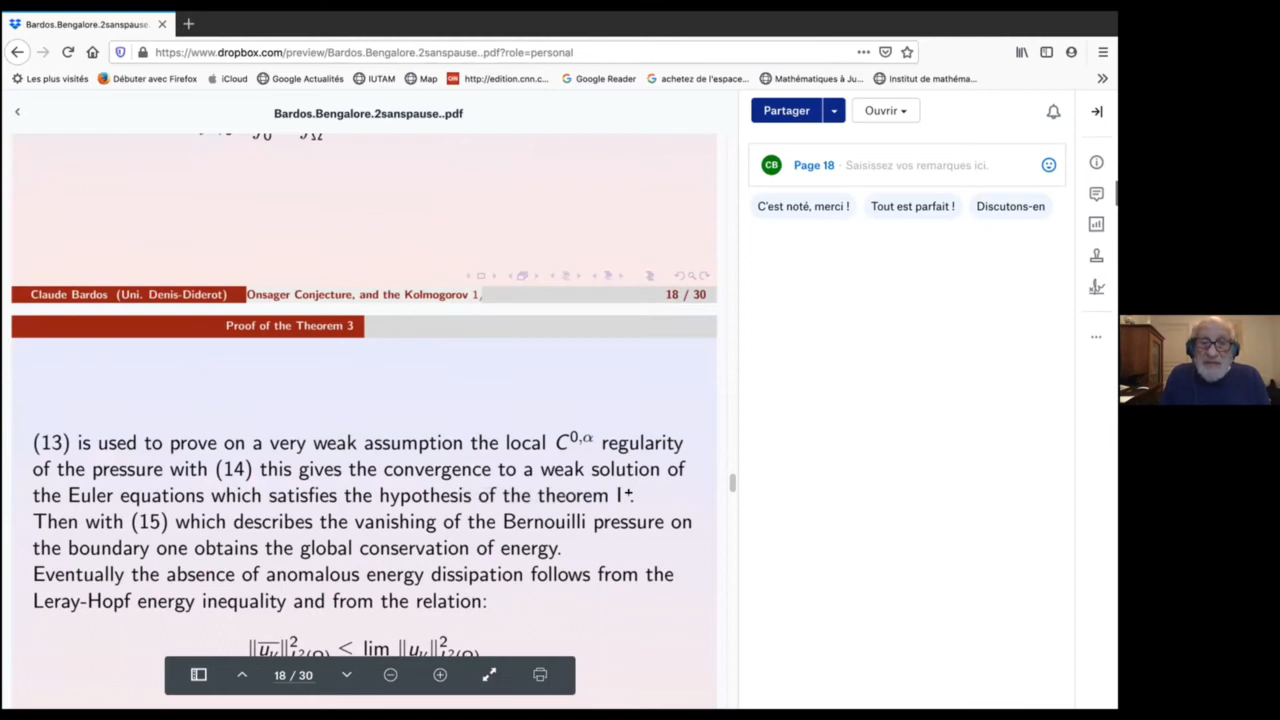 Bardos.Bengalore.2sanspause.
https://www.dropbox.com/preview/Bardos.Bengalore.2sanspause..pdf?role=personal
Les plus visités Débuter avec Firefox iCloud Google Actualités IUTAM Map http://edition.cnn.c... Google Reader achetez de l'espace... Mathématiques à Ju... Institut de mathéma...
Bardos.Bengalore.2sanspause..pdf
Partager Ouvrir
CB Page 18 · Saisissez vos remarques ici.
C'est noté, merci ! Tout est parfait ! Discutons-en
Claude Bardos (Uni. Denis-Diderot) Onsager Conjecture, and the Kolmogorov 1/ 18 / 30
Proof of the Theorem 3
(13) is used to prove on a very weak assumption the local C^{0,α} regularity
of the pressure with (14) this gives the convergence to a weak solution of
the Euler equations which satisfies the hypothesis of the theorem I
Then with (15) which describes the vanishing of the Bernouilli pressure on
the boundary one obtains the global conservation of energy.
Eventually the absence of anomalous energy dissipation follows from the
Leray-Hopf energy inequality and from the relation:
18 / 30